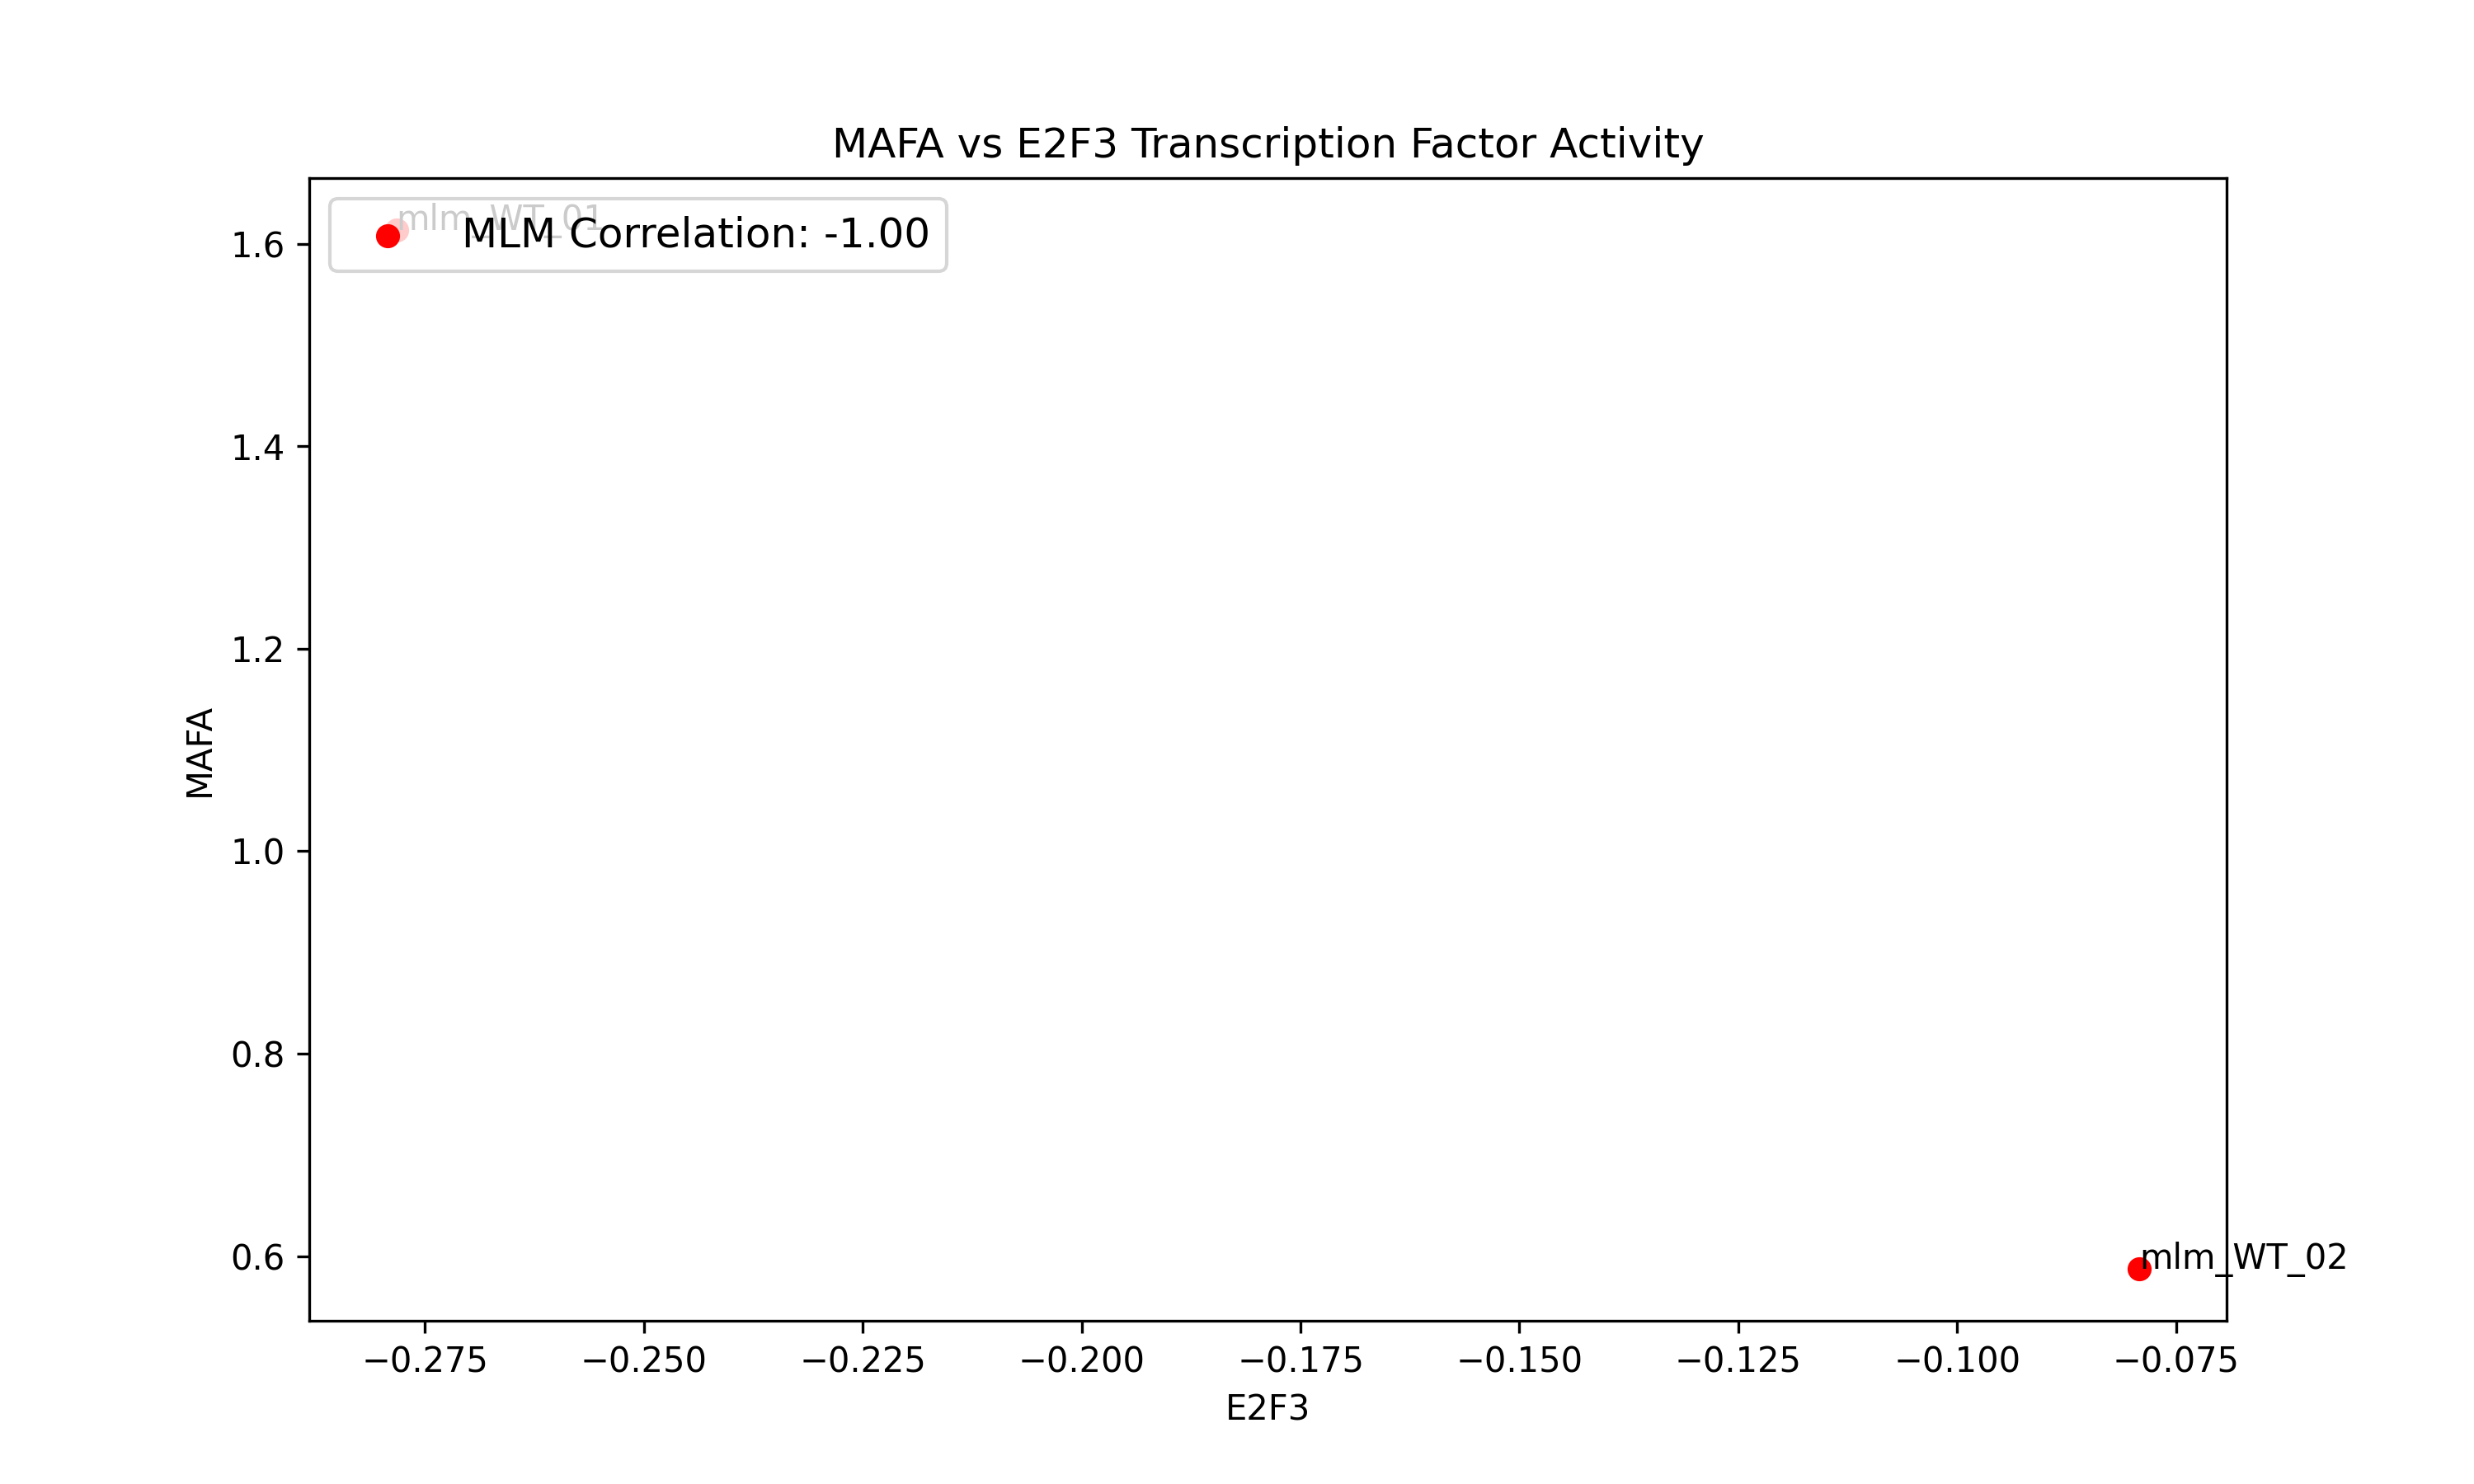 MAFA vs E2F3 Transcription Factor Activity
mlm_WT_01
MLM Correlation: -1.00
1.6
1.4
1.2
1.0
0.8
0.6
MAFA
mlm_WT_02
−0.275
−0.250
−0.225
−0.200
−0.175
−0.150
−0.125
−0.100
−0.075
E2F3